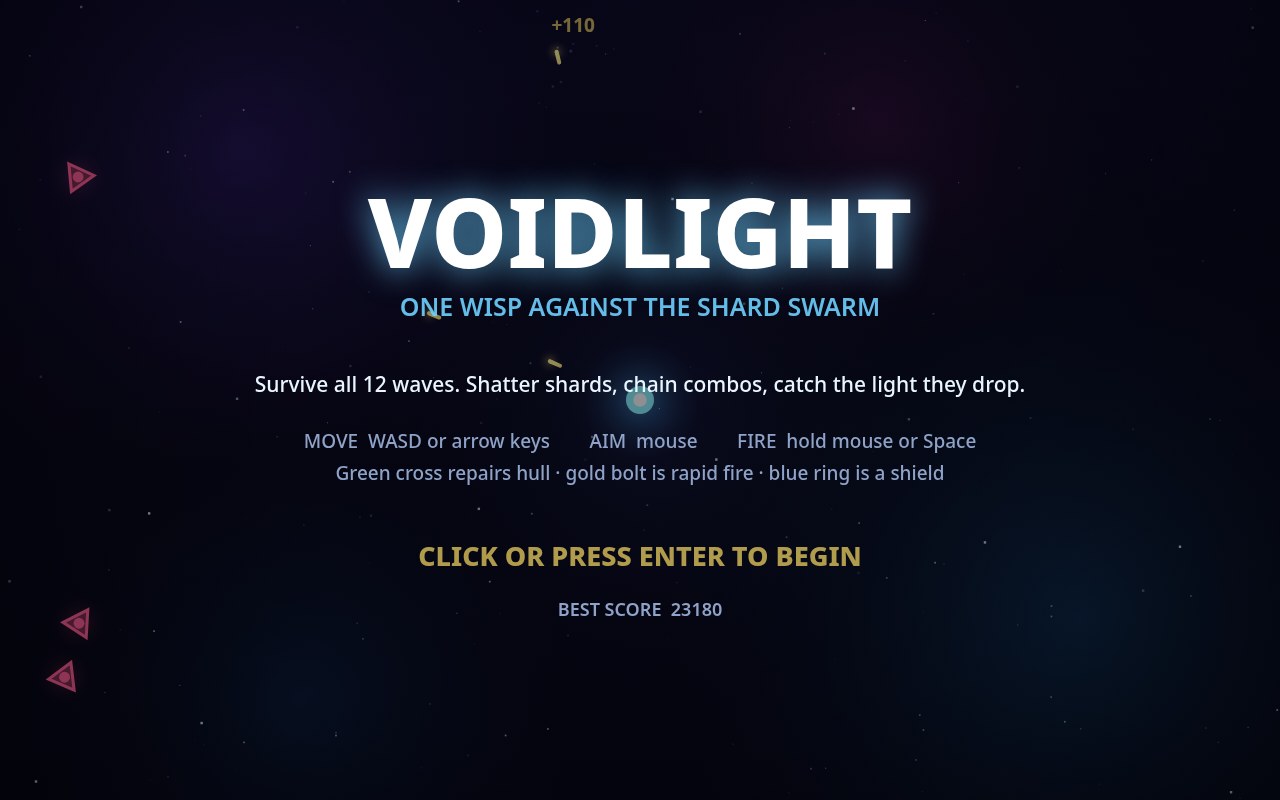 +110
VOIDLIGHT
ONE WISP AGAINST THE SHARD SWARM
Survive all 12 waves. Shatter shards, chain combos, catch the light they drop.
MOVE WASD or arrow keys AIM mouse FIRE hold mouse or Space
Green cross repairs hull · gold bolt is rapid fire · blue ring is a shield
CLICK OR PRESS ENTER TO BEGIN
BEST SCORE 23180